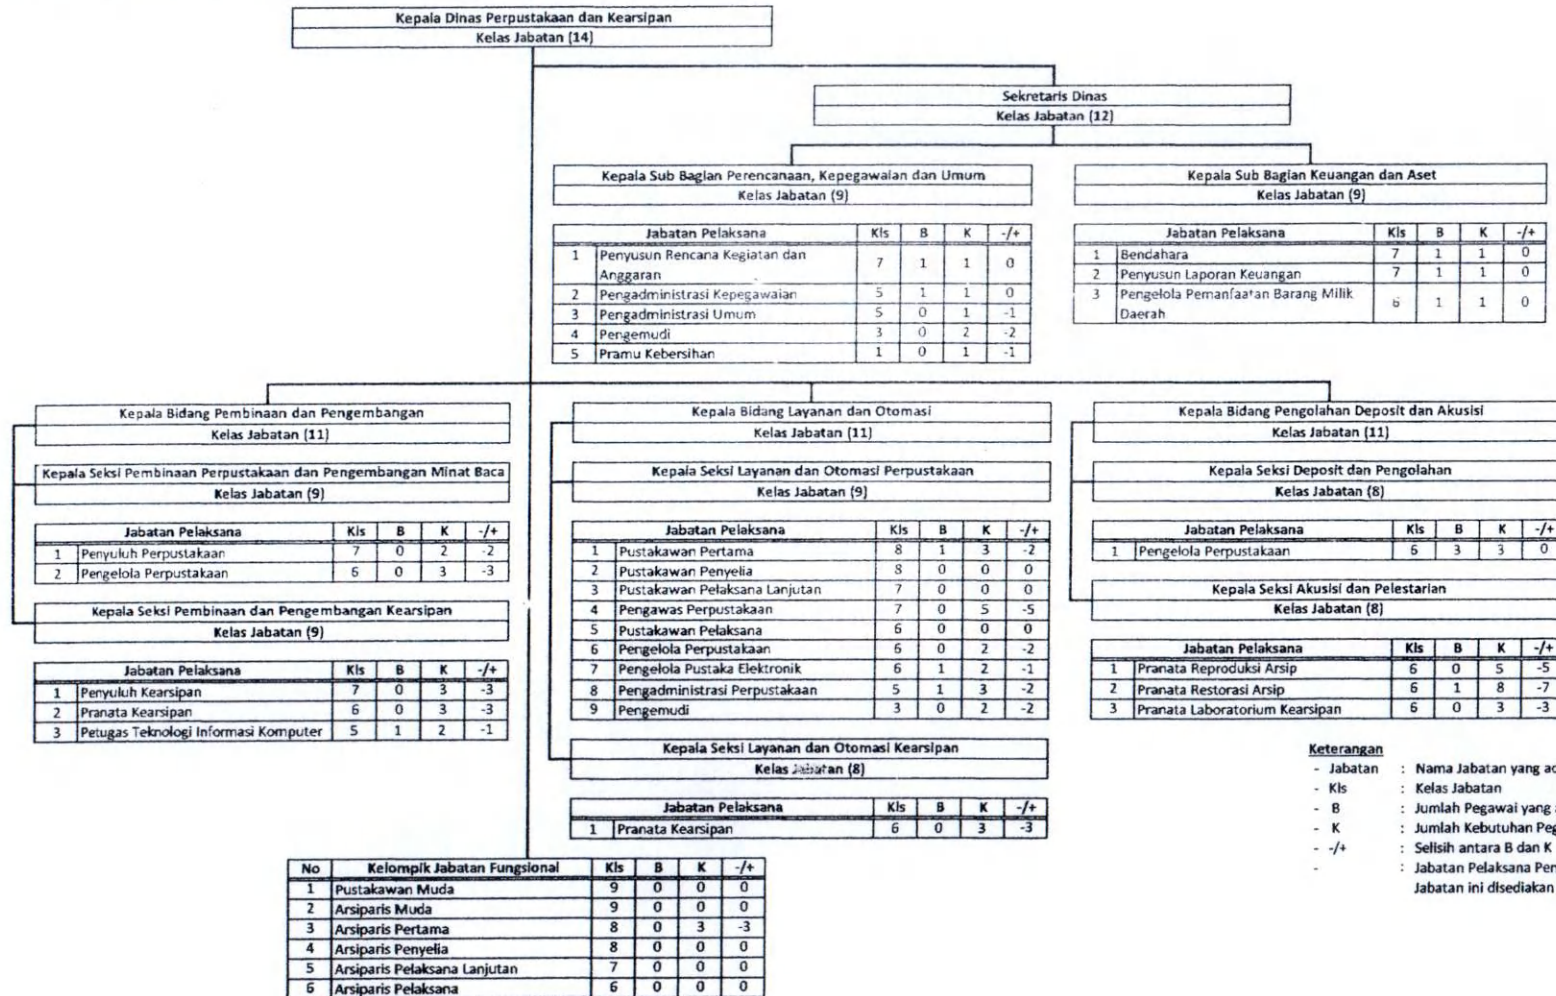 Kepala Dinas Perpustakaan dan Kearsipan
Kelas Jabatan (14)
Sekretaris Dinas
Kelas Jabatan (12)
Kepala Sub Bagian Perencanaan, Kepegawaian dan Umum
Kelas Jabatan (9)
Jabatan Pelaksana Kls B K -/+
1 Penyusun Rencana Kegiatan dan
Anggaran 7 1 1 0
2 Pengadministrasi Kepegawaian 5 1 1 0
3 Pengadministrasi Umum 5 0 1 -1
4 Pengemudi 3 0 2 -2
5 Pramu Kebersihan 1 0 1 -1
Kepala Sub Bagian Keuangan dan Aset
Kelas Jabatan (9)
Jabatan Pelaksana Kls B K -/+
1 Bendahara 7 1 1 0
2 Penyusun Laporan Keuangan 7 1 1 0
3 Pengelola Pemanfaatan Barang Milik
Daerah 6 1 1 0
Kepala Bidang Pembinaan dan Pengembangan
Kelas Jabatan (11)
Kepala Seksi Pembinaan Perpustakaan dan Pengembangan Minat Baca
Kelas Jabatan (9)
Jabatan Pelaksana Kls B K -/+
1 Penyuluh Perpustakaan 7 0 2 -2
2 Pengelola Perpustakaan 6 0 3 -3
Kepala Seksi Pembinaan dan Pengembangan Kearsipan
Kelas Jabatan (9)
Jabatan Pelaksana Kls B K -/+
1 Penyuluh Kearsipan 7 0 3 -3
2 Pranata Kearsipan 6 0 3 -3
3 Petugas Teknologi Informasi Komputer 5 1 2 -1
Kepala Bidang Layanan dan Otomasi
Kelas Jabatan (11)
Kepala Seksi Layanan dan Otomasi Perpustakaan
Kelas Jabatan (9)
Jabatan Pelaksana Kls B K -/+
1 Pustakawan Pertama 8 1 3 -2
2 Pustakawan Penyelia 8 0 0 0
3 Pustakawan Pelaksana Lanjutan 7 0 0 0
4 Pengawas Perpustakaan 7 0 5 -5
5 Pustakawan Pelaksana 6 0 0 0
6 Pengelola Perpustakaan 6 0 2 -2
7 Pengelola Pustaka Elektronik 6 1 2 -1
8 Pengadministrasi Perpustakaan 5 1 3 -2
9 Pengemudi 3 0 2 -2
Kepala Seksi Layanan dan Otomasi Kearsipan
Kelas Jabatan (8)
Jabatan Pelaksana Kls B K -/+
1 Pranata Kearsipan 6 0 3 -3
Kepala Bidang Pengolahan Deposit dan Akusisi
Kelas Jabatan (11)
Kepala Seksi Deposit dan Pengolahan
Kelas Jabatan (8)
Jabatan Pelaksana Kls B K -/+
1 Pengelola Perpustakaan 6 3 3 0
Kepala Seksi Akusisi dan Pelestarian
Kelas Jabatan (8)
Jabatan Pelaksana Kls B K -/+
1 Pranata Reproduksi Arsip 6 0 5 -5
2 Pranata Restorasi Arsip 6 1 8 -7
3 Pranata Laboratorium Kearsipan 6 0 3 -3
Keterangan
- Jabatan : Nama Jabatan yang
- Kls : Kelas Jabatan
- B : Jumlah Pegawai yang
- K : Jumlah Kebutuhan
- -/+ : Selisih antara B dan K
- : Jabatan Pelaksana
Jabatan ini disediakan
No Kelompik Jabatan Fungsional Kls B K -/+
1 Pustakawan Muda 9 0 0 0
2 Arsiparis Muda 9 0 0 0
3 Arsiparis Pertama 8 0 3 -3
4 Arsiparis Penyelia 8 0 0 0
5 Arsiparis Pelaksana Lanjutan 7 0 0 0
6 Arsiparis Pelaksana 6 0 0 0